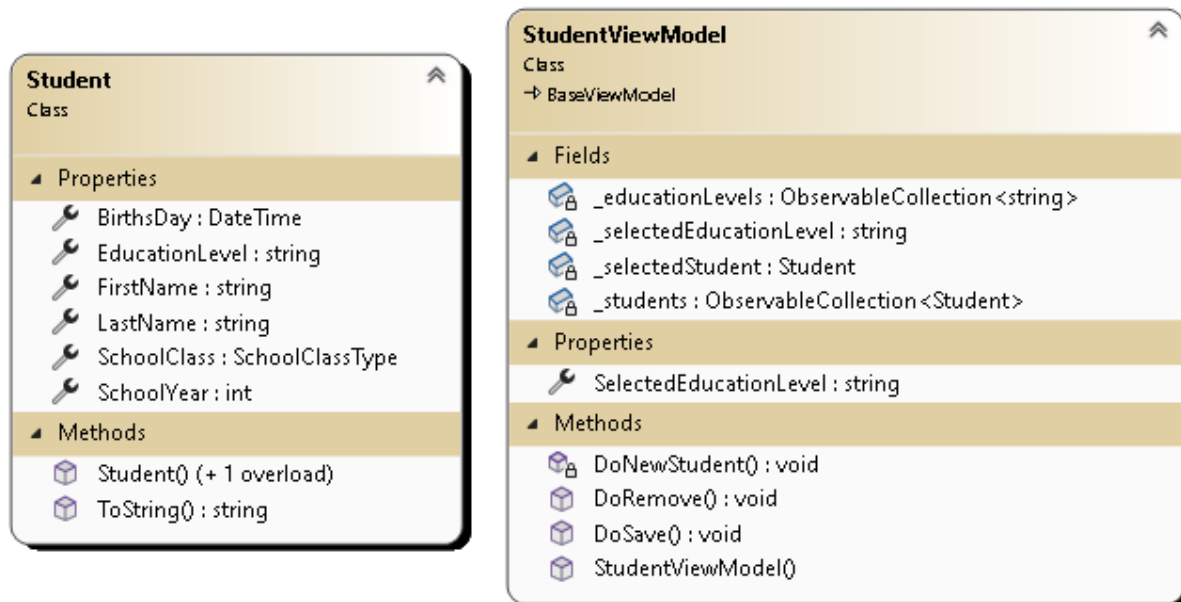 Student
Class
Properties
BirthsDay : DateTime
EducationLevel : string
FirstName : string
LastName : string
SchoolClass : SchoolClassType
SchoolYear : int
Methods
Student() (+ 1 overload)
ToString() : string
StudentViewModel
Class
BaseViewModel
Fields
_educationLevels : ObservableCollection<string>
_selectedEducationLevel : string
_selectedStudent : Student
_students : ObservableCollection<Student>
Properties
SelectedEducationLevel : string
Methods
DoNewStudent() : void
DoRemove() : void
DoSave() : void
StudentViewModel()